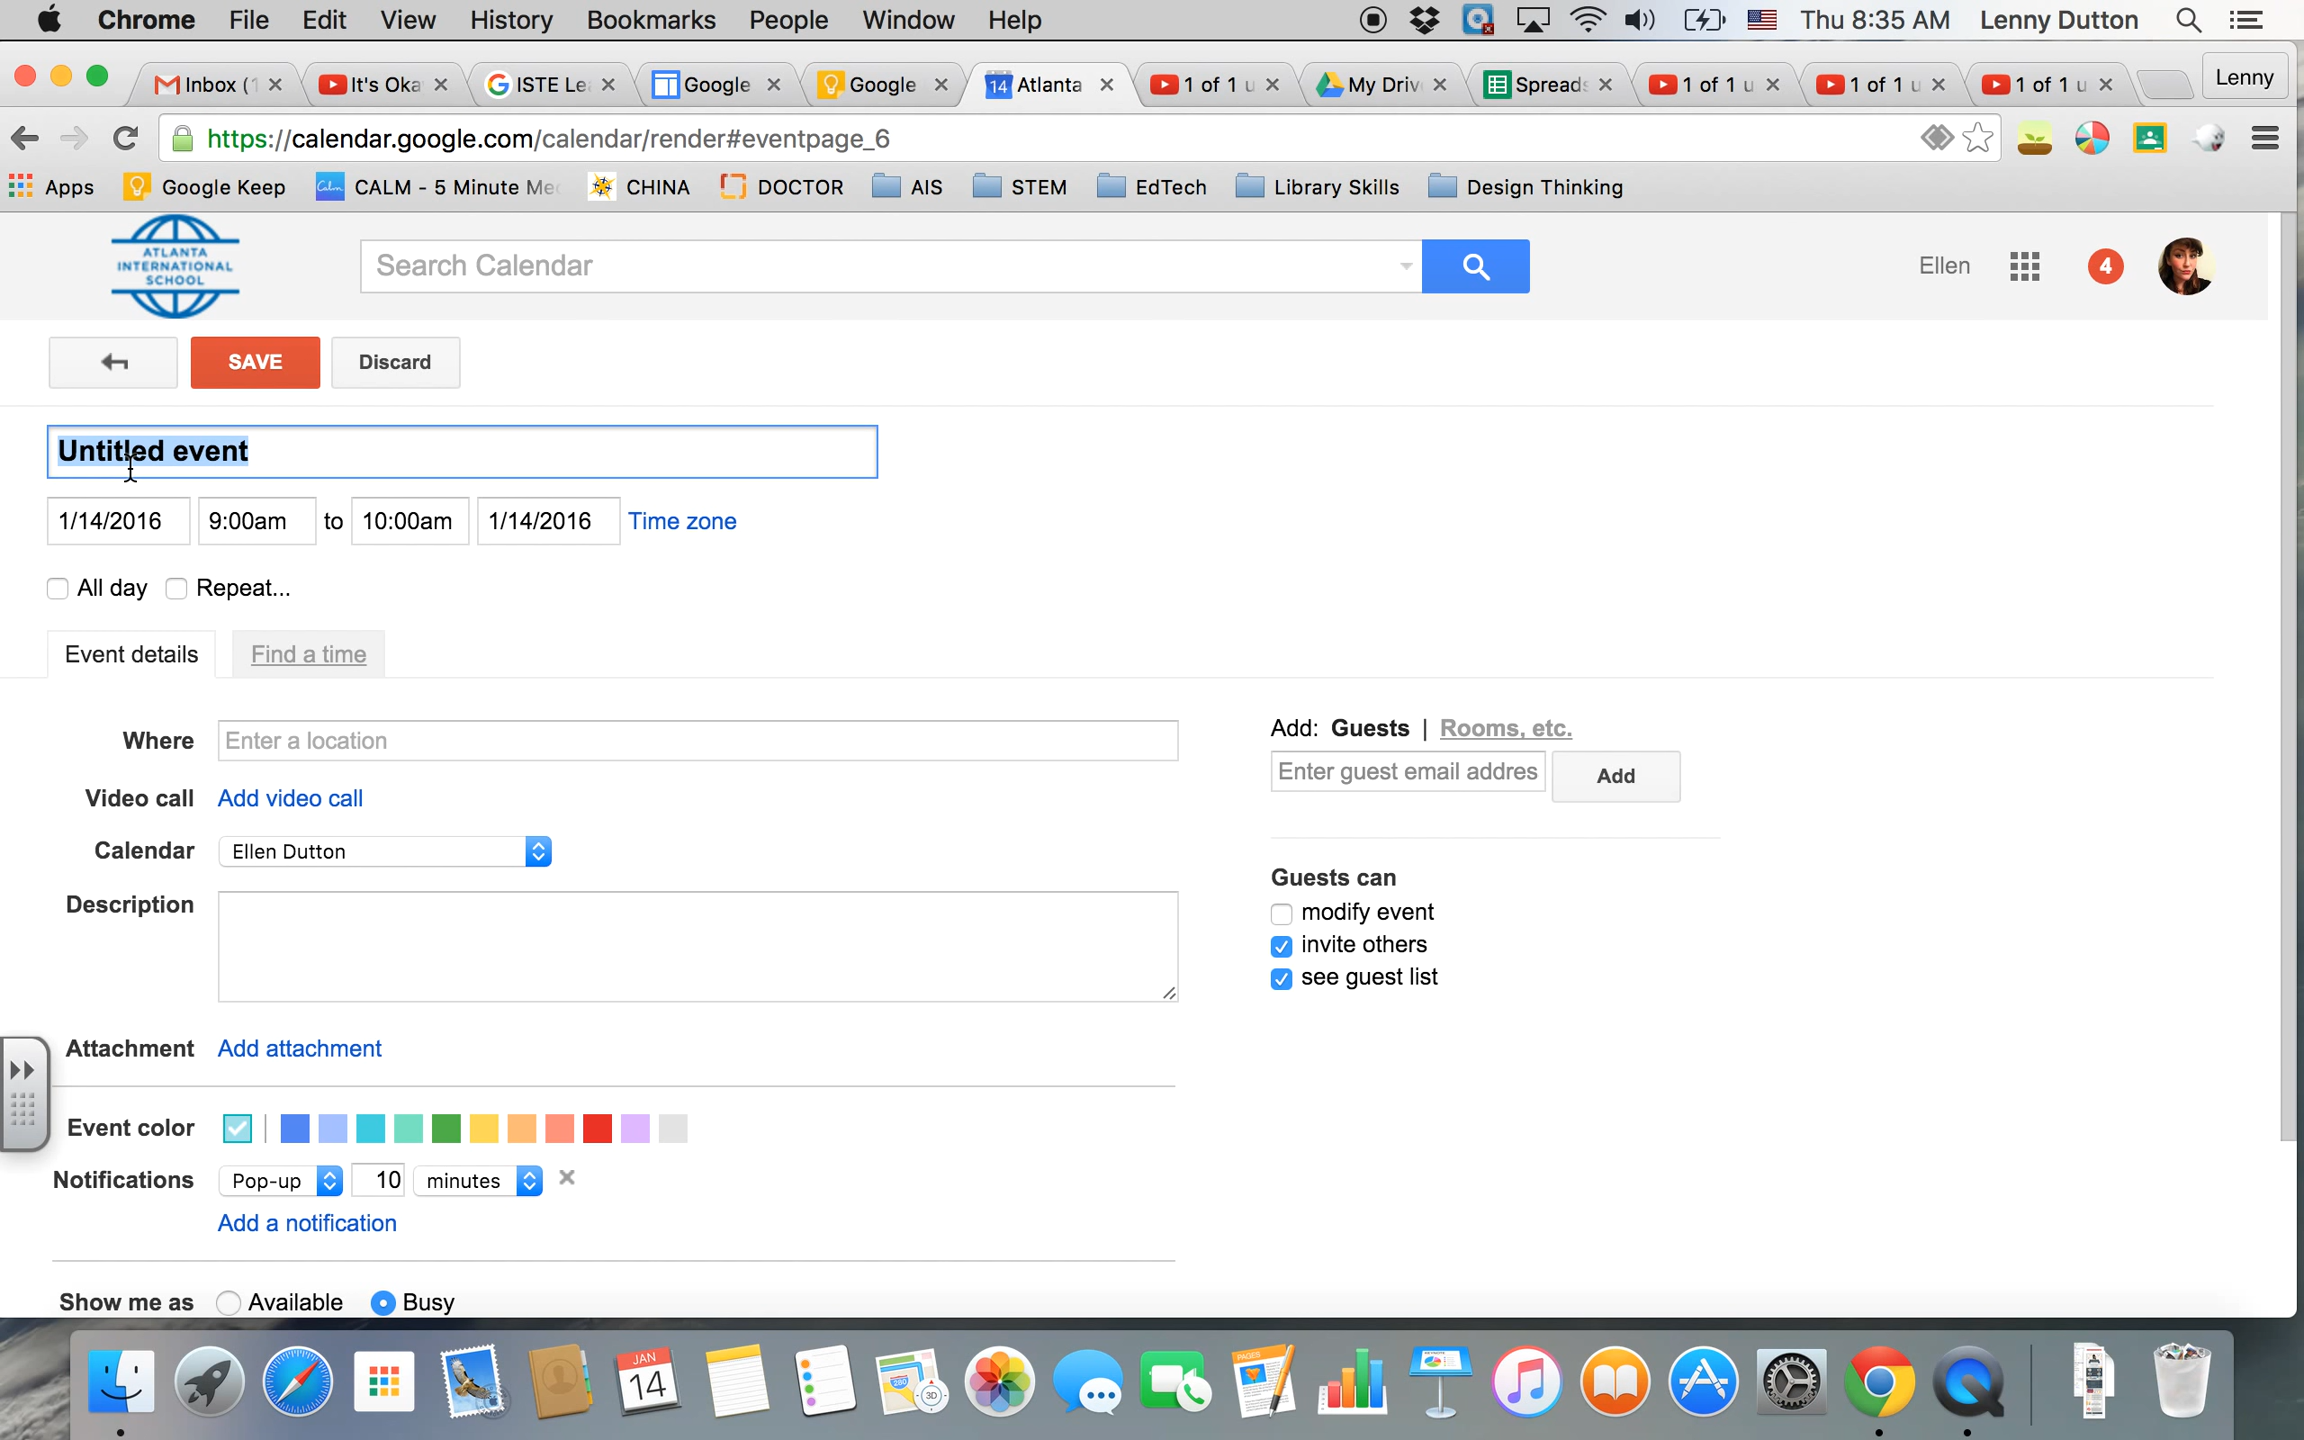 Chrome File Edit View History Bookmarks People Window Help Thu 8:35 AM Lenny Dutton
Inbox (1 It's Oka ISTE Le Google Google 14 Atlanta 1 of 1 u My Driv Spreads 1 of 1 u 1 of 1 u 1 of 1 u Lenny
https://calendar.google.com/calendar/render#eventpage_6
Apps Google Keep Calm CALM - 5 Minute Me CHINA DOCTOR AIS STEM EdTech Library Skills Design Thinking
ATLANTA
INTERNATIONAL
SCHOOL
Search Calendar
Ellen 4
SAVE Discard
Untitled event
1/14/2016 9:00am to 10:00am 1/14/2016 Time zone
All day Repeat...
Event details Find a time
Where Enter a location
Video call Add video call
Calendar Ellen Dutton
Description
Attachment Add attachment
Event color
Notifications Pop-up 10 minutes
Add a notification
Show me as Available Busy
Add: Guests | Rooms, etc.
Enter guest email addres Add
Guests can
modify event
invite others
see guest list
JAN
14
280
3D
PAGES